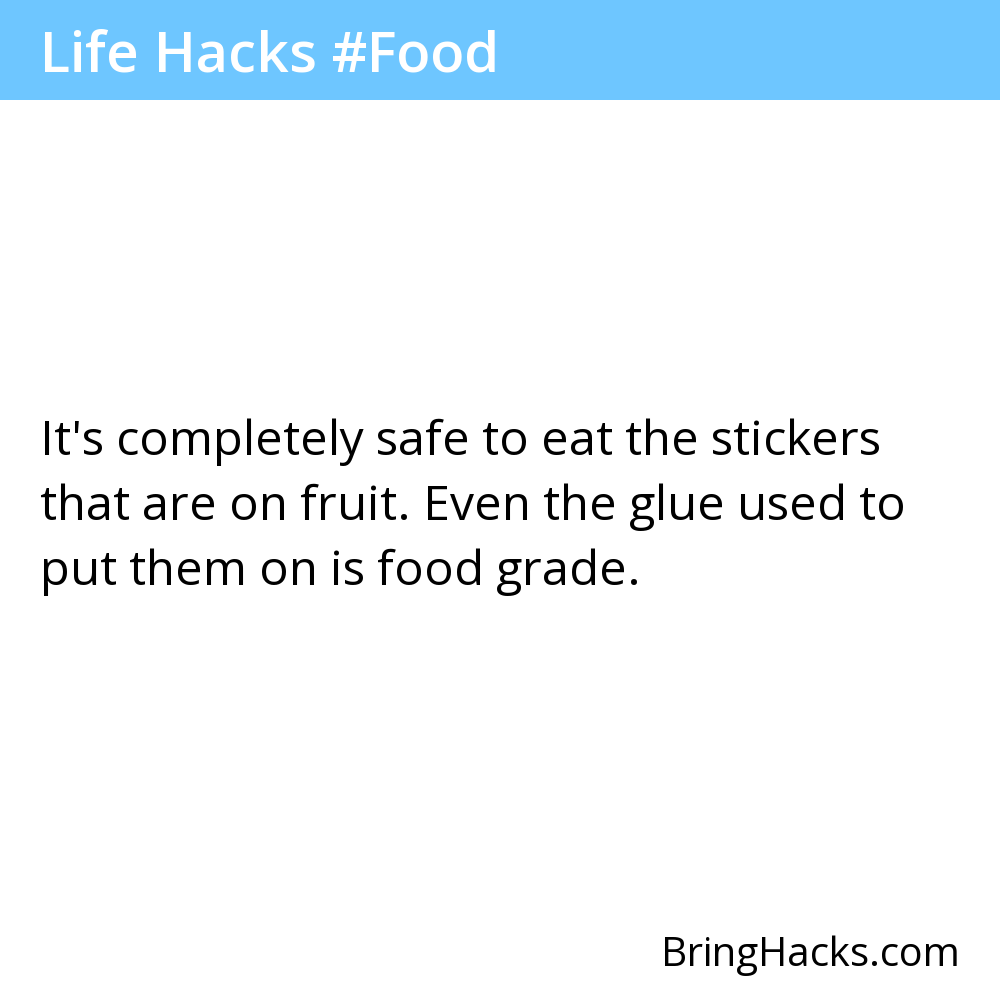 Life Hacks #Food
It's completely safe to eat the stickers
that are on fruit. Even the glue used to
put them on is food grade.
BringHacks.com